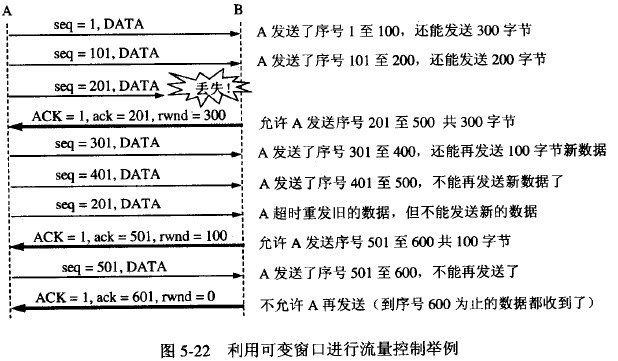 A B
seq = 1, DATA A 发送了序号 1 至 100，还能发送 300 字节
seq = 101, DATA A 发送了序号 101 至 200，还能发送 200 字节
seq = 201, DATA 丢失！
ACK = 1, ack = 201, rwnd = 300 允许 A 发送序号 201 至 500 共 300 字节
seq = 301, DATA A 发送了序号 301 至 400，还能再发送 100 字节新数据
seq = 401, DATA A 发送了序号 401 至 500，不能再发送新数据了
seq = 201, DATA A 超时重发旧的数据，但不能发送新的数据
ACK = 1, ack = 501, rwnd = 100 允许 A 发送序号 501 至 600 共 100 字节
seq = 501, DATA A 发送了序号 501 至 600，不能再发送了
ACK = 1, ack = 601, rwnd = 0 不允许 A 再发送（到序号 600 为止的数据都收到了）
图 5-22 利用可变窗口进行流量控制举例